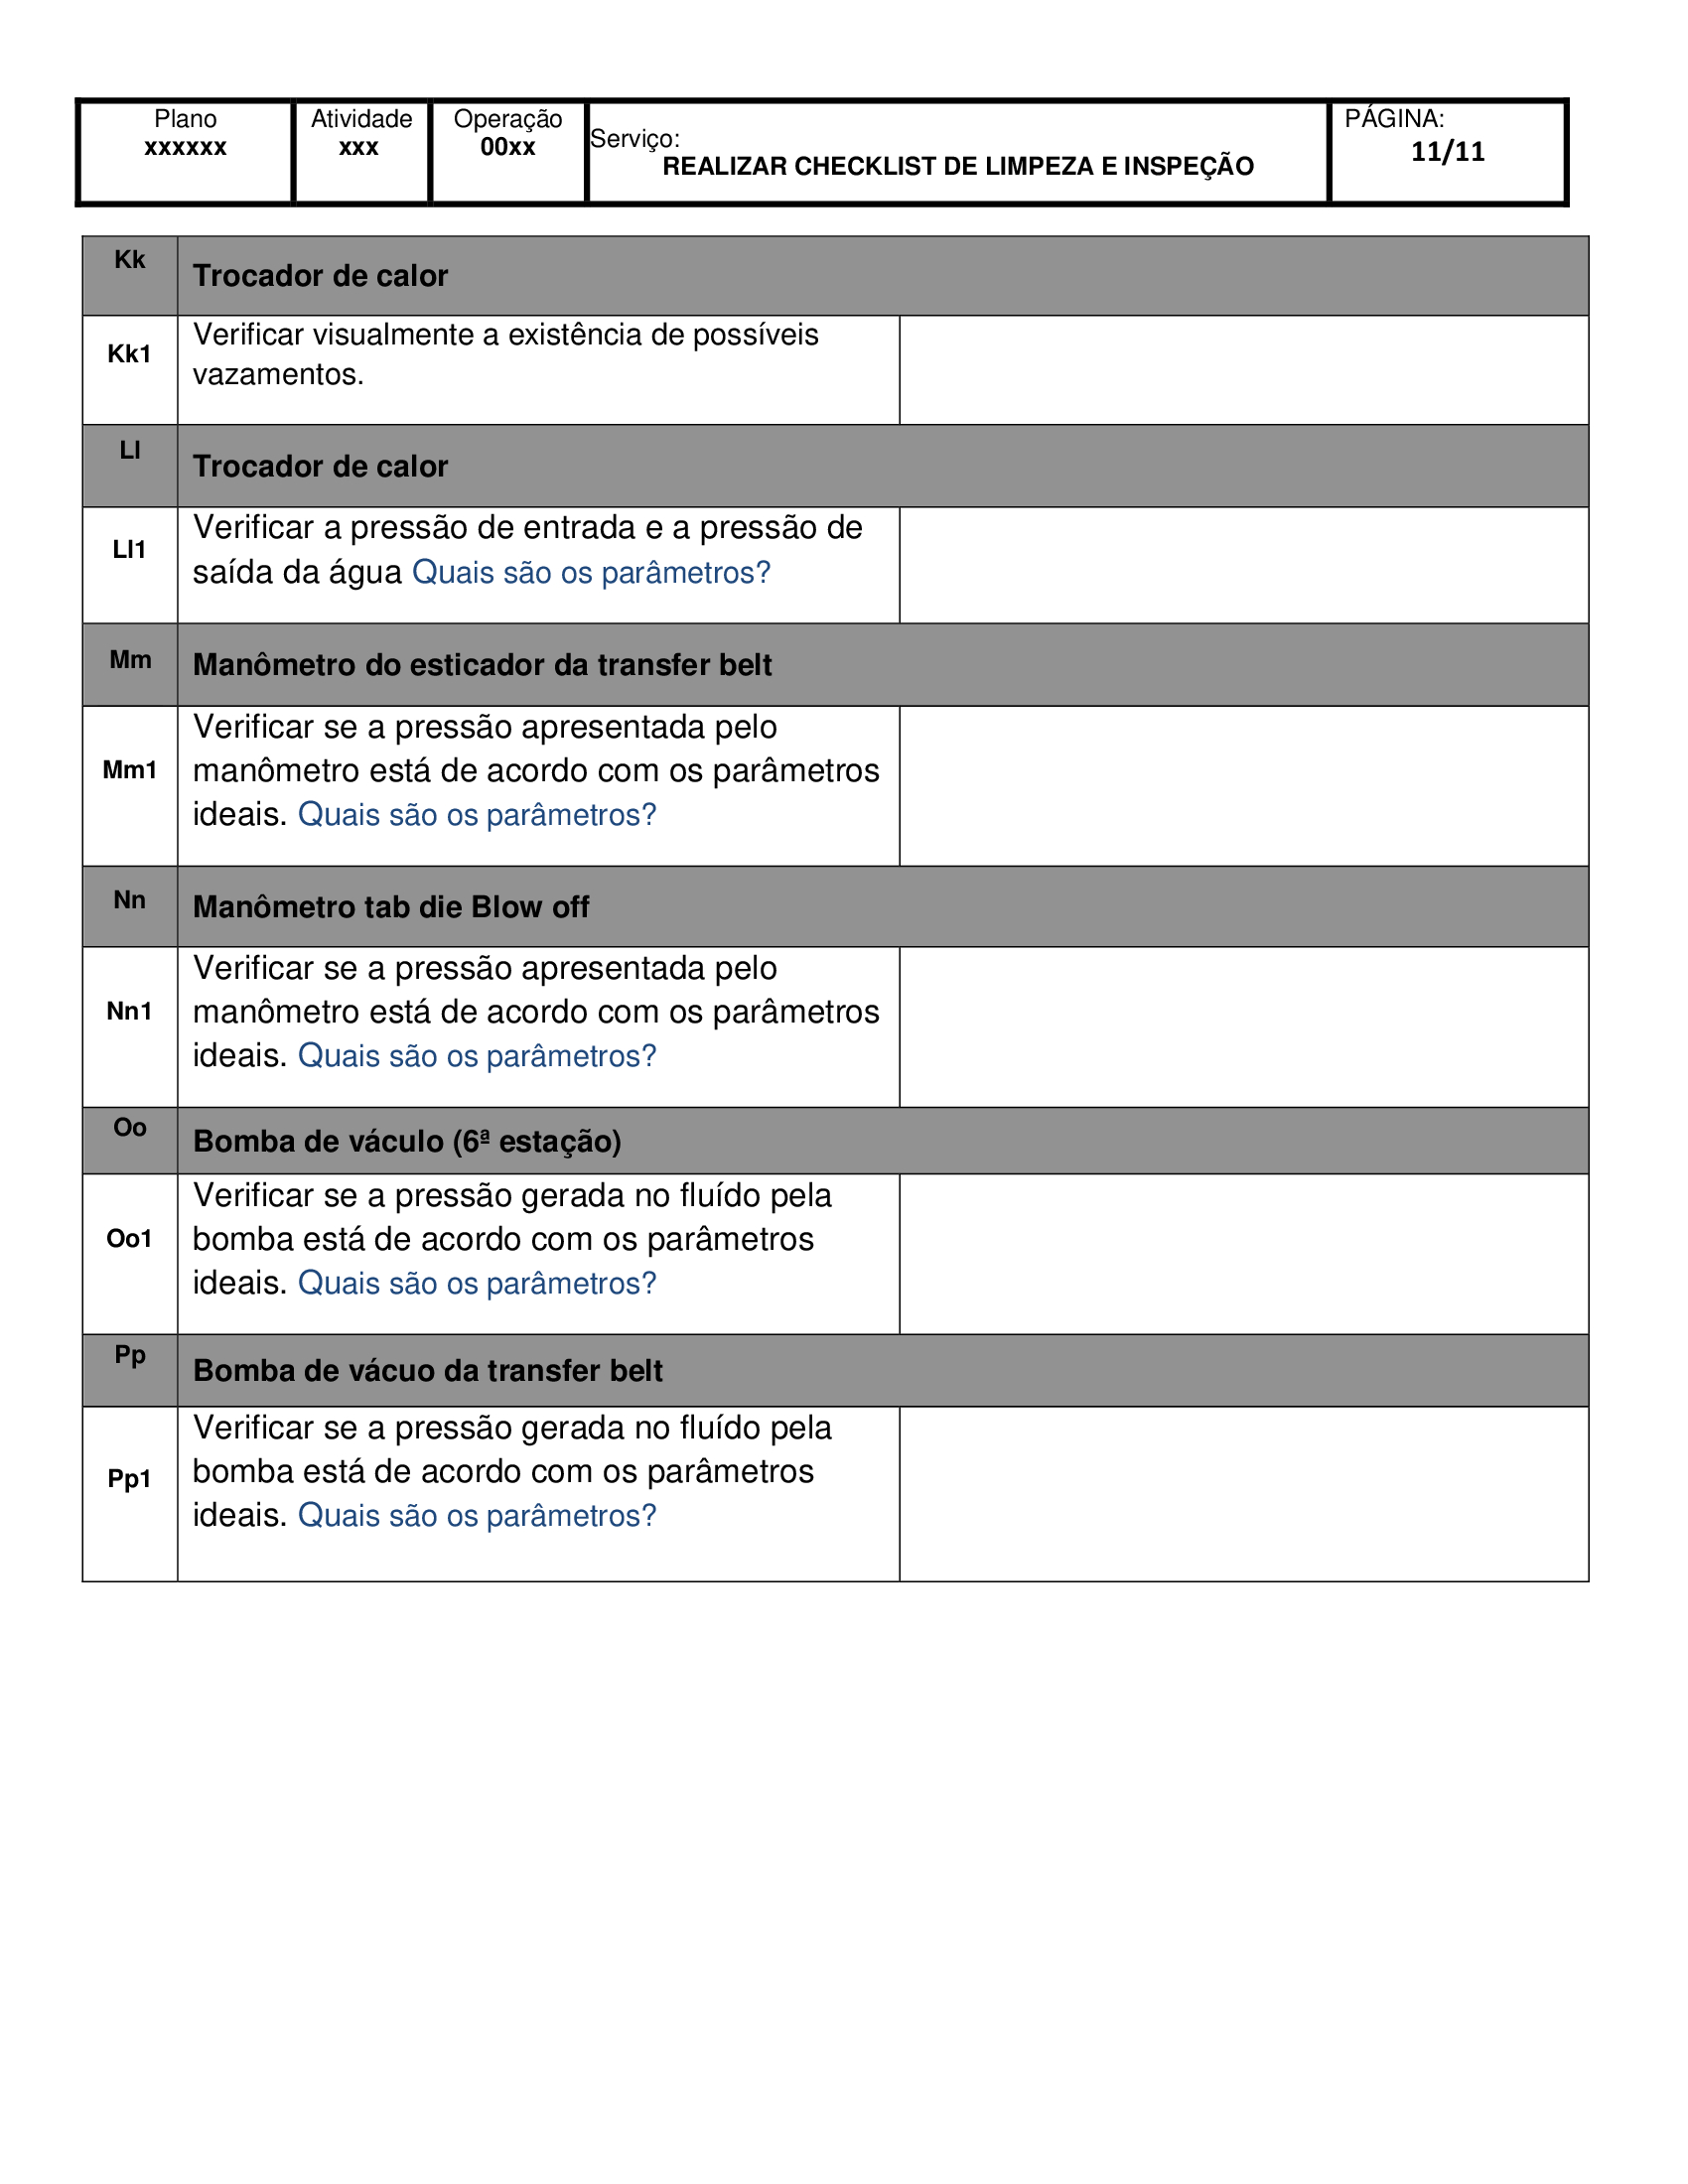 Plano
xxxxxx
Atividade
xxx
Operação
00xx
Serviço:
REALIZAR CHECKLIST DE LIMPEZA E INSPEÇÃO
PÁGINA:
11/11
Kk
Trocador de calor
Kk1
Verificar visualmente a existência de possíveis
vazamentos.
Ll
Trocador de calor
Ll1
Verificar a pressão de entrada e a pressão de
saída da água Quais são os parâmetros?
Mm
Manômetro do esticador da transfer belt
Mm1
Verificar se a pressão apresentada pelo
manômetro está de acordo com os parâmetros
ideais. Quais são os parâmetros?
Nn
Manômetro tab die Blow off
Nn1
Verificar se a pressão apresentada pelo
manômetro está de acordo com os parâmetros
ideais. Quais são os parâmetros?
Oo
Bomba de váculo (6ª estação)
Oo1
Verificar se a pressão gerada no fluído pela
bomba está de acordo com os parâmetros
ideais. Quais são os parâmetros?
Pp
Bomba de vácuo da transfer belt
Pp1
Verificar se a pressão gerada no fluído pela
bomba está de acordo com os parâmetros
ideais. Quais são os parâmetros?